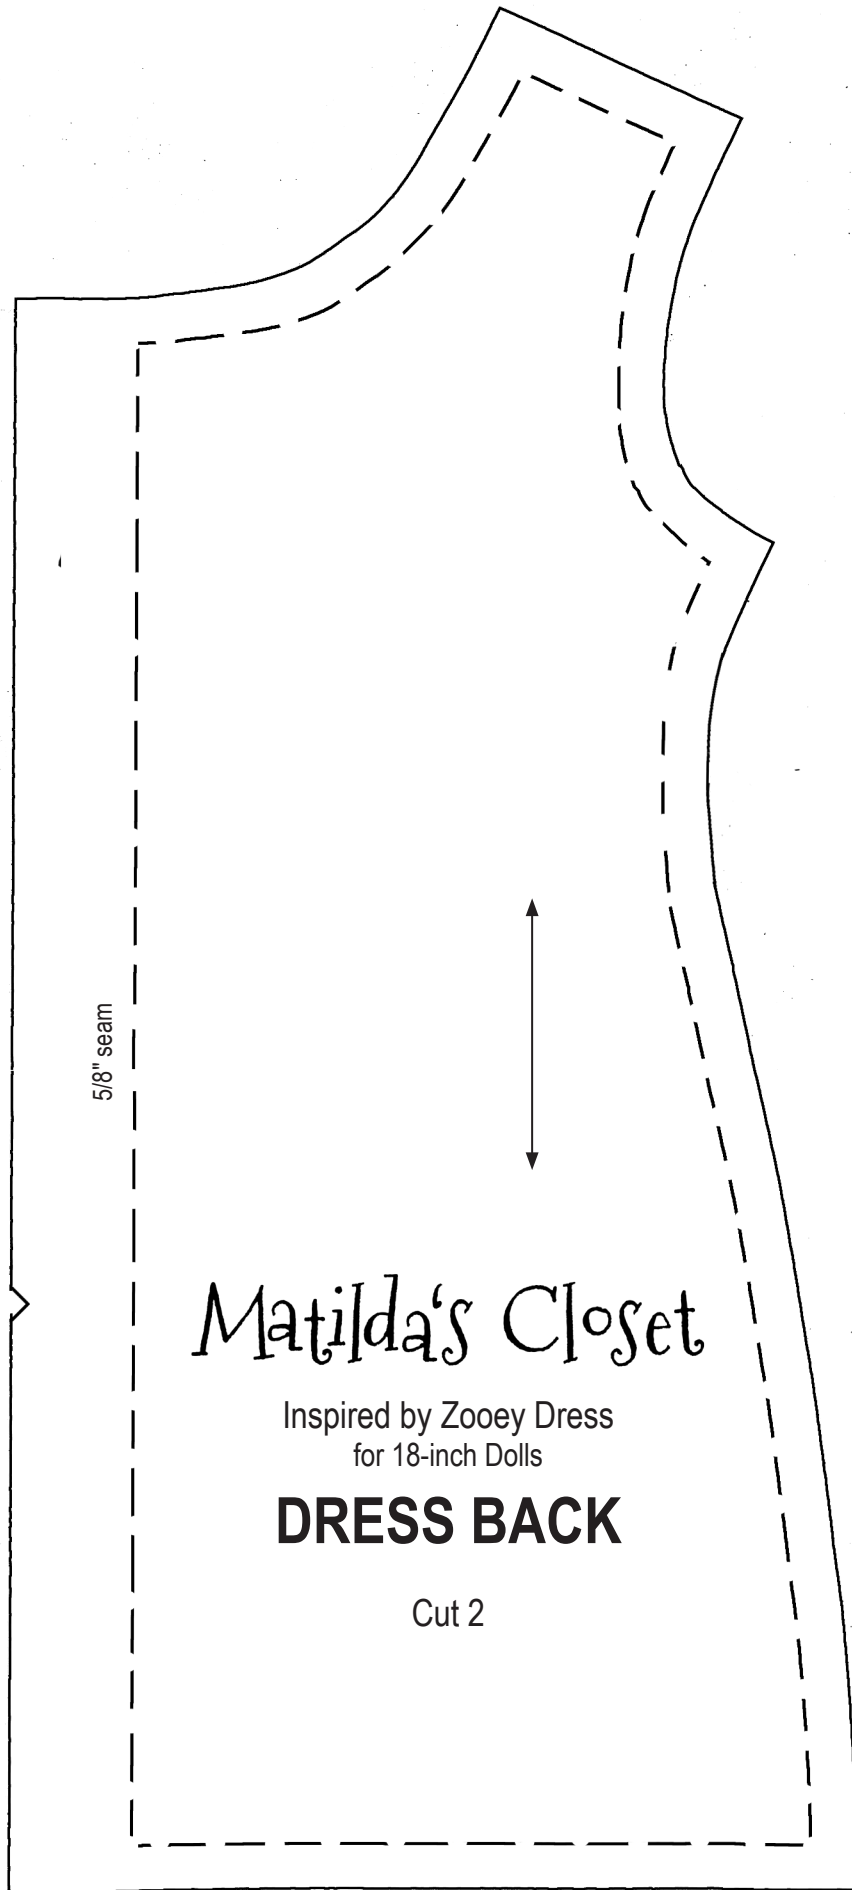 5/8" seam
Matilda's Closet
Inspired by Zooey Dress
for 18-inch Dolls
DRESS BACK
Cut 2